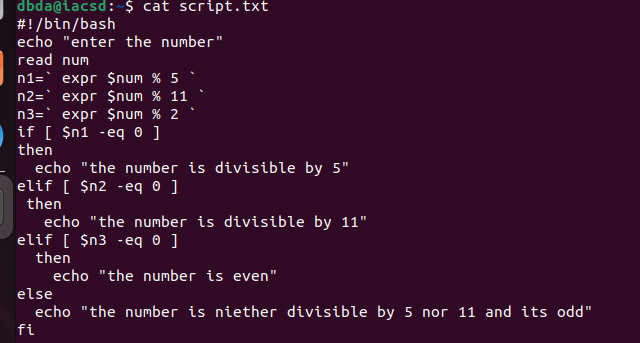 dbda@iacsd:~$ cat script.txt
#!/bin/bash
echo "enter the number"
read num
n1=` expr $num % 5 `
n2=` expr $num % 11 `
n3=` expr $num % 2 `
if [ $n1 -eq 0 ]
then
  echo "the number is divisible by 5"
elif [ $n2 -eq 0 ]
 then
   echo "the number is divisible by 11"
elif [ $n3 -eq 0 ]
  then
    echo "the number is even"
else
  echo "the number is niether divisible by 5 nor 11 and its odd"
fi